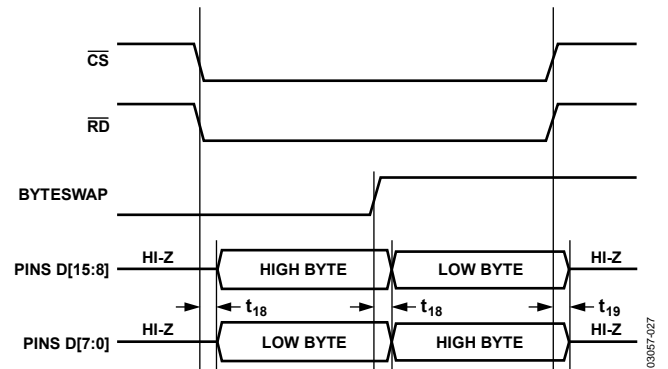 CS
RD
BYTESWAP
PINS D[15:8] HI-Z HIGH BYTE LOW BYTE HI-Z
t18 t18 t19
PINS D[7:0] HI-Z LOW BYTE HIGH BYTE HI-Z
03057-027